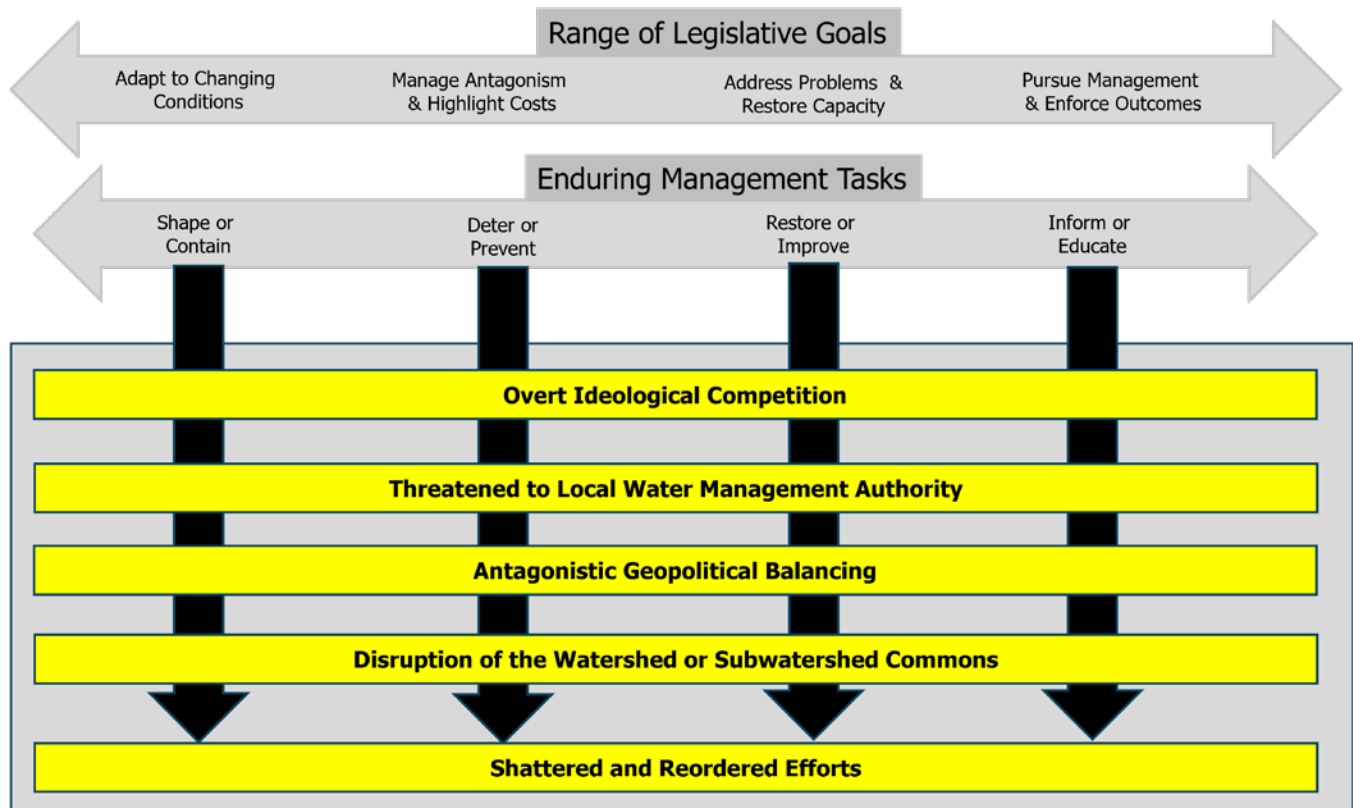 Range of Legislative Goals
Adapt to Changing
Conditions
Manage Antagonism
& Highlight Costs
Address Problems &
Restore Capacity
Pursue Management
& Enforce Outcomes
Enduring Management Tasks
Shape or
Contain
Deter or
Prevent
Restore or
Improve
Inform or
Educate
Overt Ideological Competition
Threatened to Local Water Management Authority
Antagonistic Geopolitical Balancing
Disruption of the Watershed or Subwatershed Commons
Shattered and Reordered Efforts